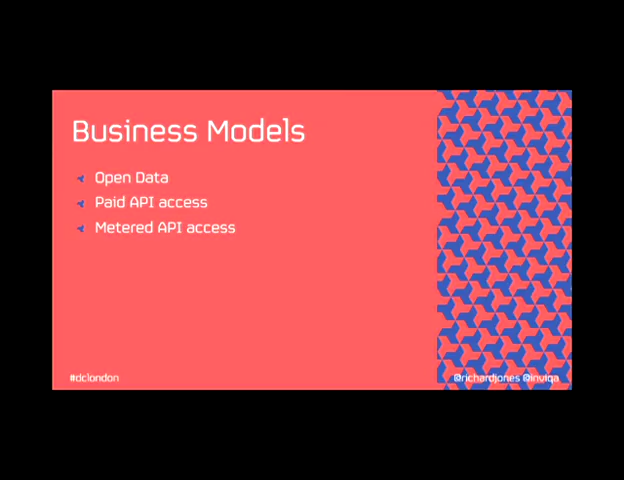 Business Models
Open Data
Paid API access
Metered API access
#dclondon
@richardjones @inviqa